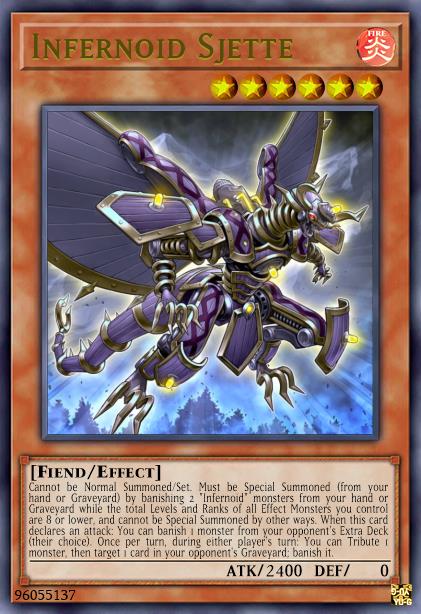 Infernoid Sjette
FIRE
炎
[Fiend/Effect]
Cannot be Normal Summoned/Set. Must be Special Summoned (from your
hand or Graveyard) by banishing 2 "Infernoid" monsters from your hand or
Graveyard while the total Levels and Ranks of all Effect Monsters you control
are 8 or lower, and cannot be Special Summoned by other ways. When this card
declares an attack: You can banish 1 monster from your opponent's Extra Deck
(their choice). Once per turn, during either player's turn: You can Tribute 1
monster, then target 1 card in your opponent's Graveyard; banish it.
ATK/2400 DEF/ 0
96055137